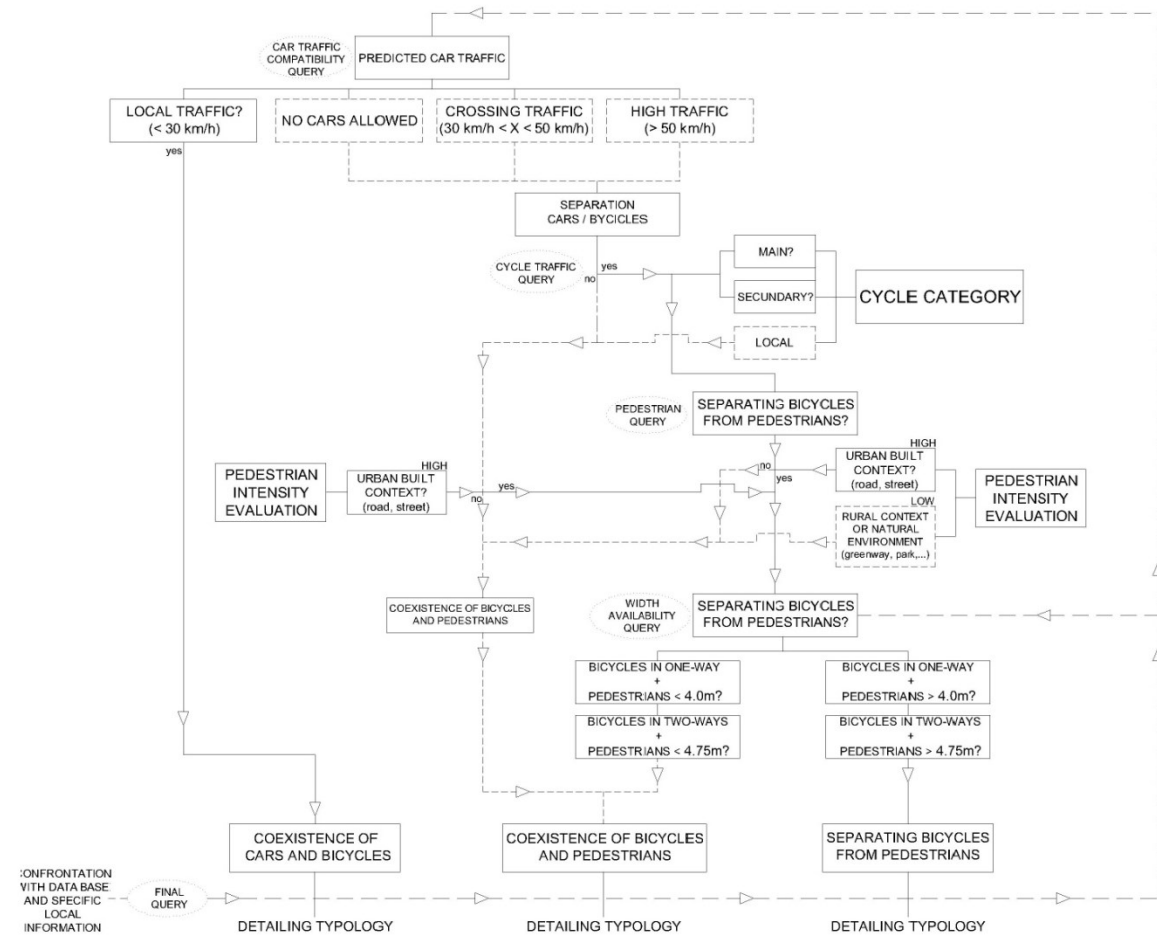 CAR TRAFFIC
COMPATIBILITY
QUERY
PREDICTED CAR TRAFFIC
LOCAL TRAFFIC?
(< 30 km/h)
NO CARS ALLOWED
CROSSING TRAFFIC
(30 km/h < X < 50 km/h)
HIGH TRAFFIC
(> 50 km/h)
yes
SEPARATION
CARS / BYCICLES
CYCLE TRAFFIC
QUERY
yes
no
MAIN?
SECUNDARY?
LOCAL
CYCLE CATEGORY
PEDESTRIAN
QUERY
SEPARATING BICYCLES
FROM PEDESTRIANS?
PEDESTRIAN
INTENSITY
EVALUATION
HIGH
URBAN BUILT
CONTEXT?
(road, street)
no
yes
no
yes
HIGH
URBAN BUILT
CONTEXT?
(road, street)
LOW
RURAL CONTEXT
OR NATURAL
ENVIRONMENT
(greenway, park,...)
PEDESTRIAN
INTENSITY
EVALUATION
COEXISTENCE OF BICYCLES
AND PEDESTRIANS
WIDTH
AVAILABILITY
QUERY
SEPARATING BICYCLES
FROM PEDESTRIANS?
BICYCLES IN ONE-WAY
+
PEDESTRIANS < 4.0m?
BICYCLES IN TWO-WAYS
+
PEDESTRIANS < 4.75m?
BICYCLES IN ONE-WAY
+
PEDESTRIANS > 4.0m?
BICYCLES IN TWO-WAYS
+
PEDESTRIANS > 4.75m?
COEXISTENCE OF
CARS AND BICYCLES
COEXISTENCE OF BICYCLES
AND PEDESTRIANS
SEPARATING BICYCLES
FROM PEDESTRIANS
CONFRONTATION
WITH DATA BASE
AND SPECIFIC
LOCAL
INFORMATION
FINAL
QUERY
DETAILING TYPOLOGY
DETAILING TYPOLOGY
DETAILING TYPOLOGY